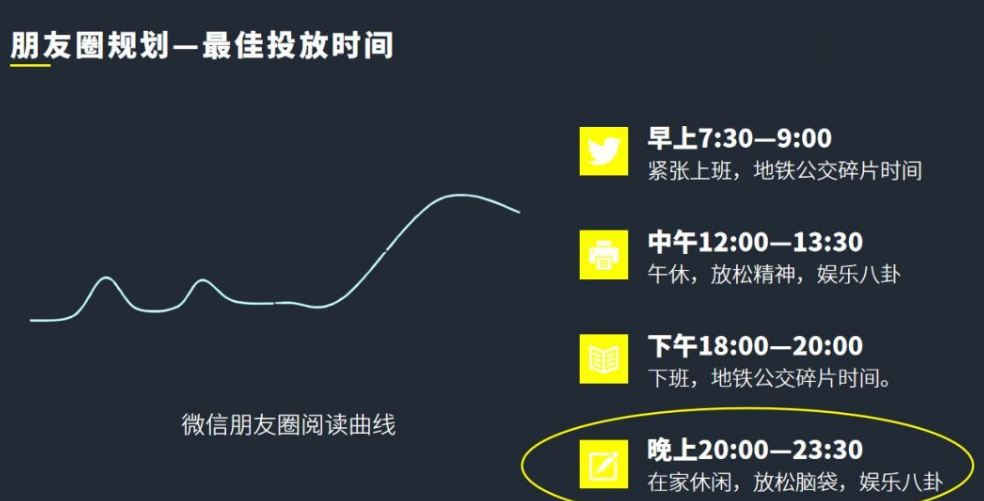 朋友圈规划—最佳投放时间
早上7:30—9:00
紧张上班，地铁公交碎片时间
中午12:00—13:30
午休，放松精神，娱乐八卦
下午18:00—20:00
下班，地铁公交碎片时间。
晚上20:00—23:30
在家休闲，放松脑袋，娱乐八卦
微信朋友圈阅读曲线